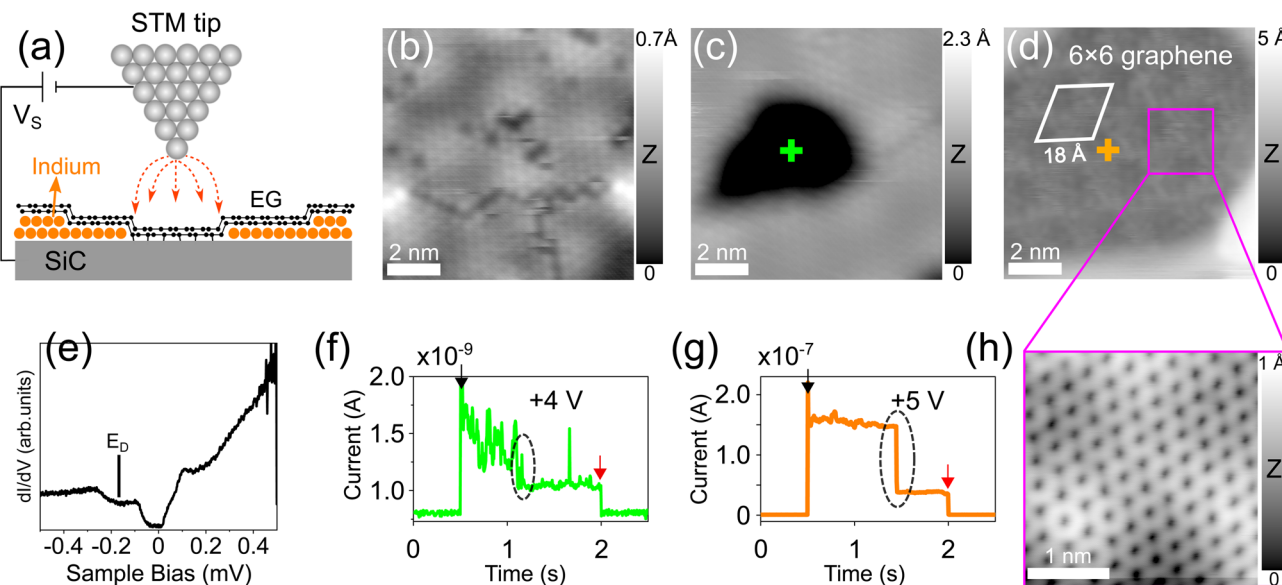 (a)
STM tip
V_S
Indium
EG
SiC
(b)
0.7Å
Z
0
2 nm
(c)
2.3 Å
Z
0
2 nm
(d)
6×6 graphene
18 Å
5 Å
Z
0
2 nm
(e)
dI/dV (arb.units)
E_D
-0.4 -0.2 0 0.2 0.4
Sample Bias (mV)
(f)
x10⁻⁹
Current (A)
2.0
1.5
1.0
+4 V
0 1 2
Time (s)
(g)
x10⁻⁷
Current (A)
2.0
1.0
0
+5 V
0 1 2
Time (s)
(h)
1 Å
Z
0
1 nm